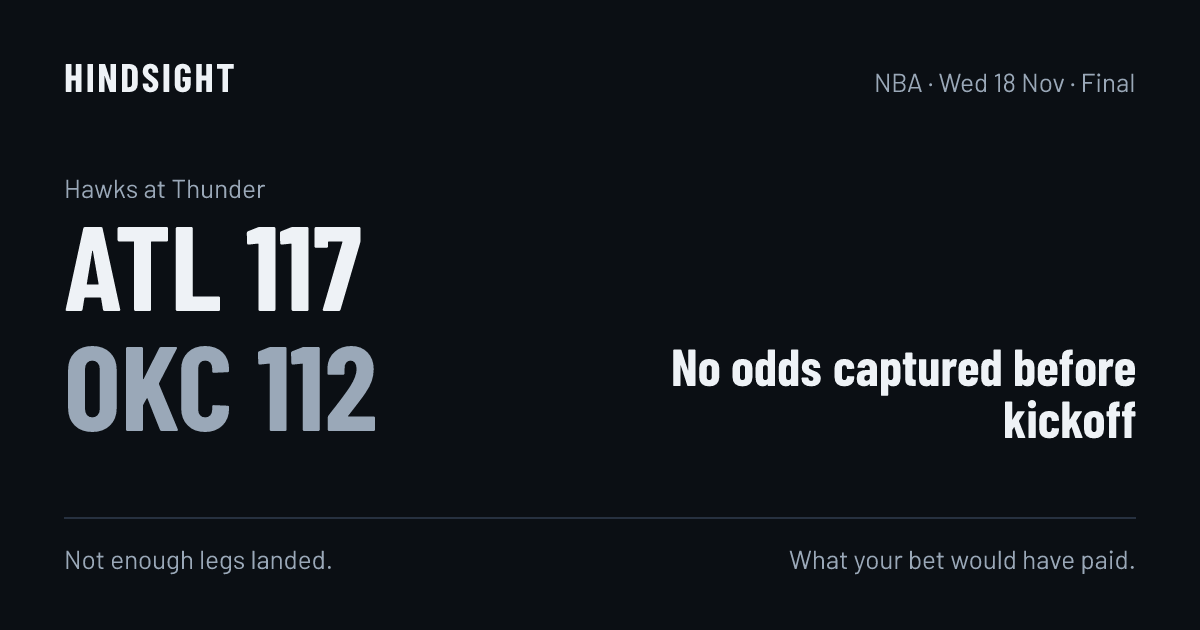 HINDSIGHT
NBA · Wed 18 Nov · Final
Hawks at Thunder
ATL 117
OKC 112
No odds captured before
kickoff
Not enough legs landed.
What your bet would have paid.